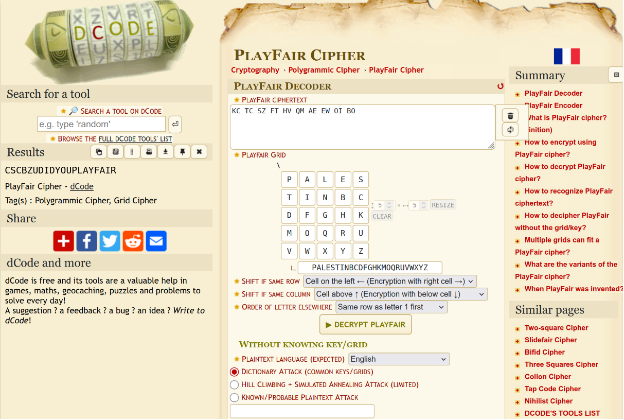 DCODE
Search for a tool
★ 🔎 Search a tool on dCode
e.g. type 'random'
★ Browse the full dCode tools' list
Results
CSCBZUDIDYOUPLAYFAIR
PlayFair Cipher - dCode
Tag(s) : Polygrammic Cipher, Grid Cipher
Share
dCode and more
dCode is free and its tools are a valuable help in
games, maths, geocaching, puzzles and problems to
solve every day!
A suggestion ? a feedback ? a bug ? an idea ? Write to
dCode!
PlayFair Cipher
Cryptography · Polygrammic Cipher · PlayFair Cipher
PlayFair Decoder
★ PlayFair ciphertext
KC TC SZ FT HV QM AE EW OI BO
★ Playfair Grid
\
P A L E S
T I N B C
D F G H K
M O Q R U
V W X Y Z
5 5 RESIZE
CLEAR
PALESTINBCDFGHKMOQRUVWXYZ
★ Shift if same row Cell on the left ← (Encryption with right cell →)
★ Shift if same column Cell above ↑ (Encryption with below cell ↓)
★ Order of letter elsewhere Same row as letter 1 first
▶ DECRYPT PLAYFAIR
Without knowing key/grid
★ Plaintext language (expected) English
Dictionary Attack (common keys/grids)
Hill Climbing + Simulated Annealing Attack (limited)
Known/Probable Plaintext Attack
Summary
PlayFair Decoder
PlayFair Encoder
What is PlayFair cipher?
inition)
How to encrypt using
PlayFair cipher?
How to decrypt PlayFair
cipher?
How to recognize PlayFair
ciphertext?
How to decipher PlayFair
without the grid/key?
Multiple grids can fit a
PlayFair cipher?
What are the variants of the
PlayFair cipher?
When PlayFair was invented?
Similar pages
Two-square Cipher
Slidefair Cipher
Bifid Cipher
Three Squares Cipher
Collon Cipher
Tap Code Cipher
Nihilist Cipher
DCODE'S TOOLS LIST